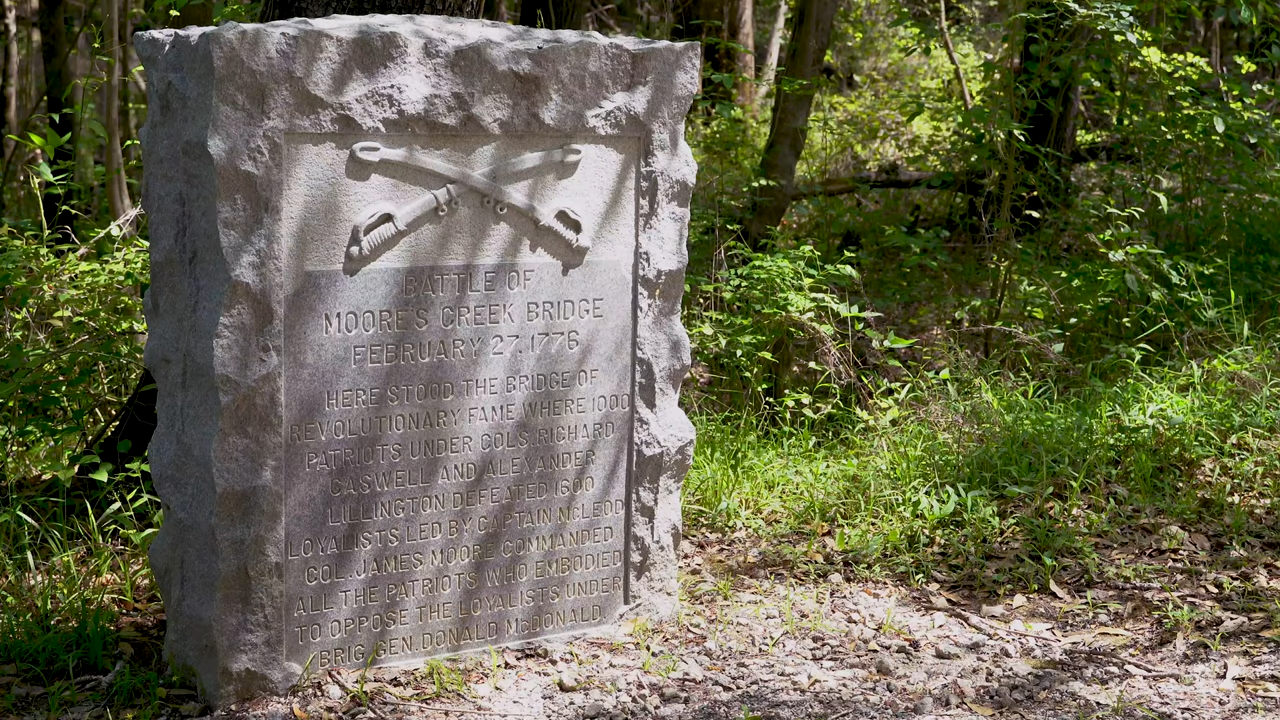 BATTLE OF
MOORE'S CREEK BRIDGE
FEBRUARY 27, 1776
HERE STOOD THE BRIDGE OF
REVOLUTIONARY FAME WHERE 1000
PATRIOTS UNDER COLS. RICHARD
CASWELL AND ALEXANDER
LILLINGTON DEFEATED 1600
LOYALISTS LED BY CAPTAIN McLEOD
COL. JAMES MOORE COMMANDED
ALL THE PATRIOTS WHO EMBODIED
TO OPPOSE THE LOYALISTS UNDER
BRIG. GEN. DONALD McDONALD.